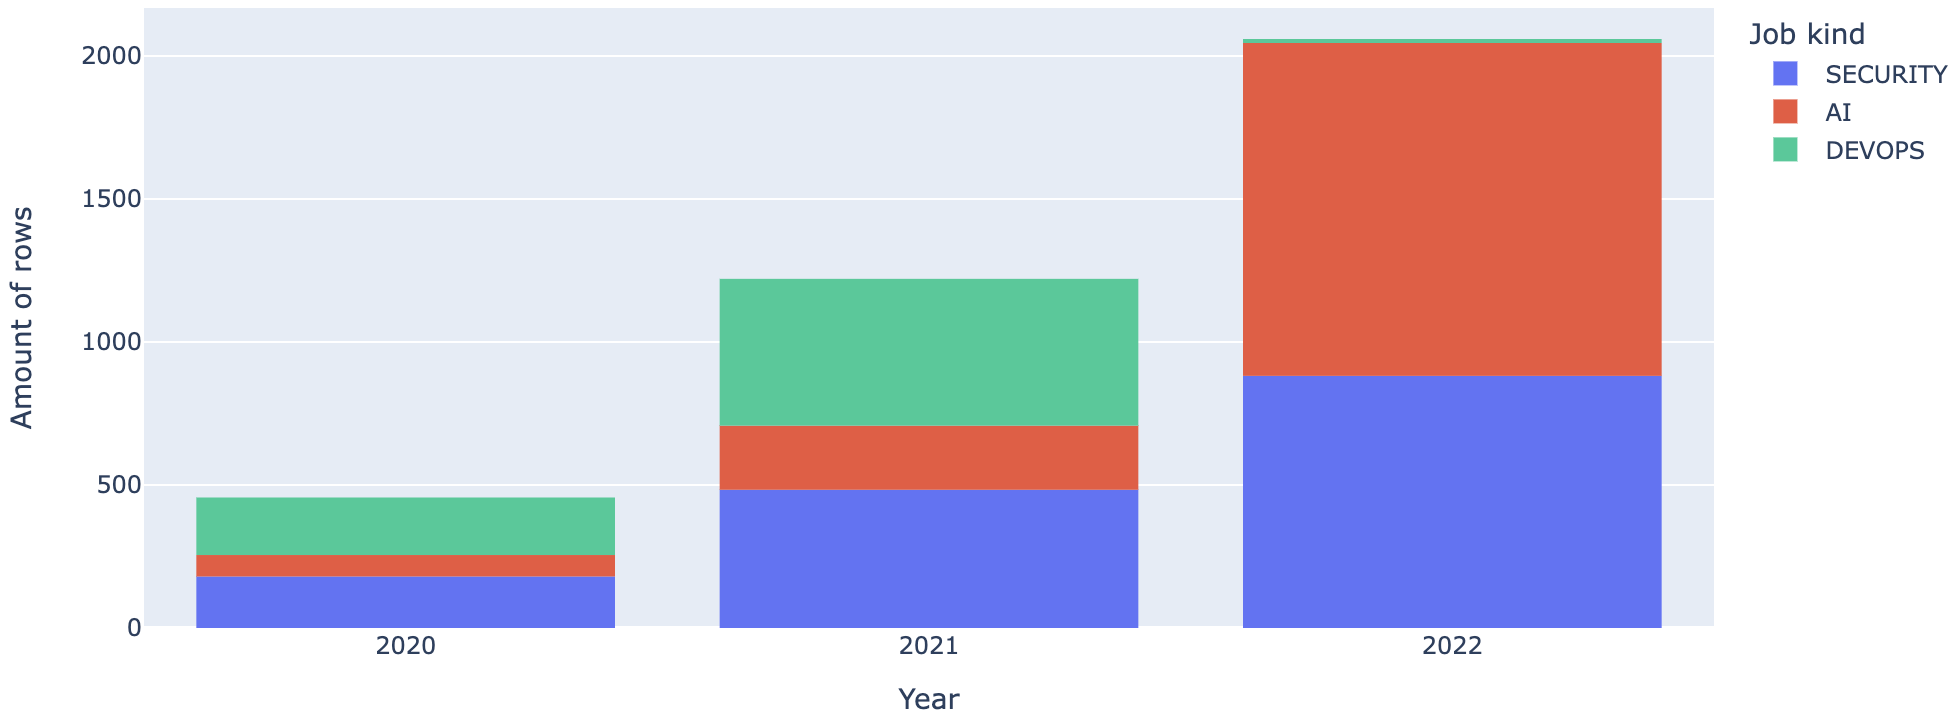 Job kind
SECURITY
AI
DEVOPS
Amount of rows
2000
1500
1000
500
0
2020
2021
2022
Year